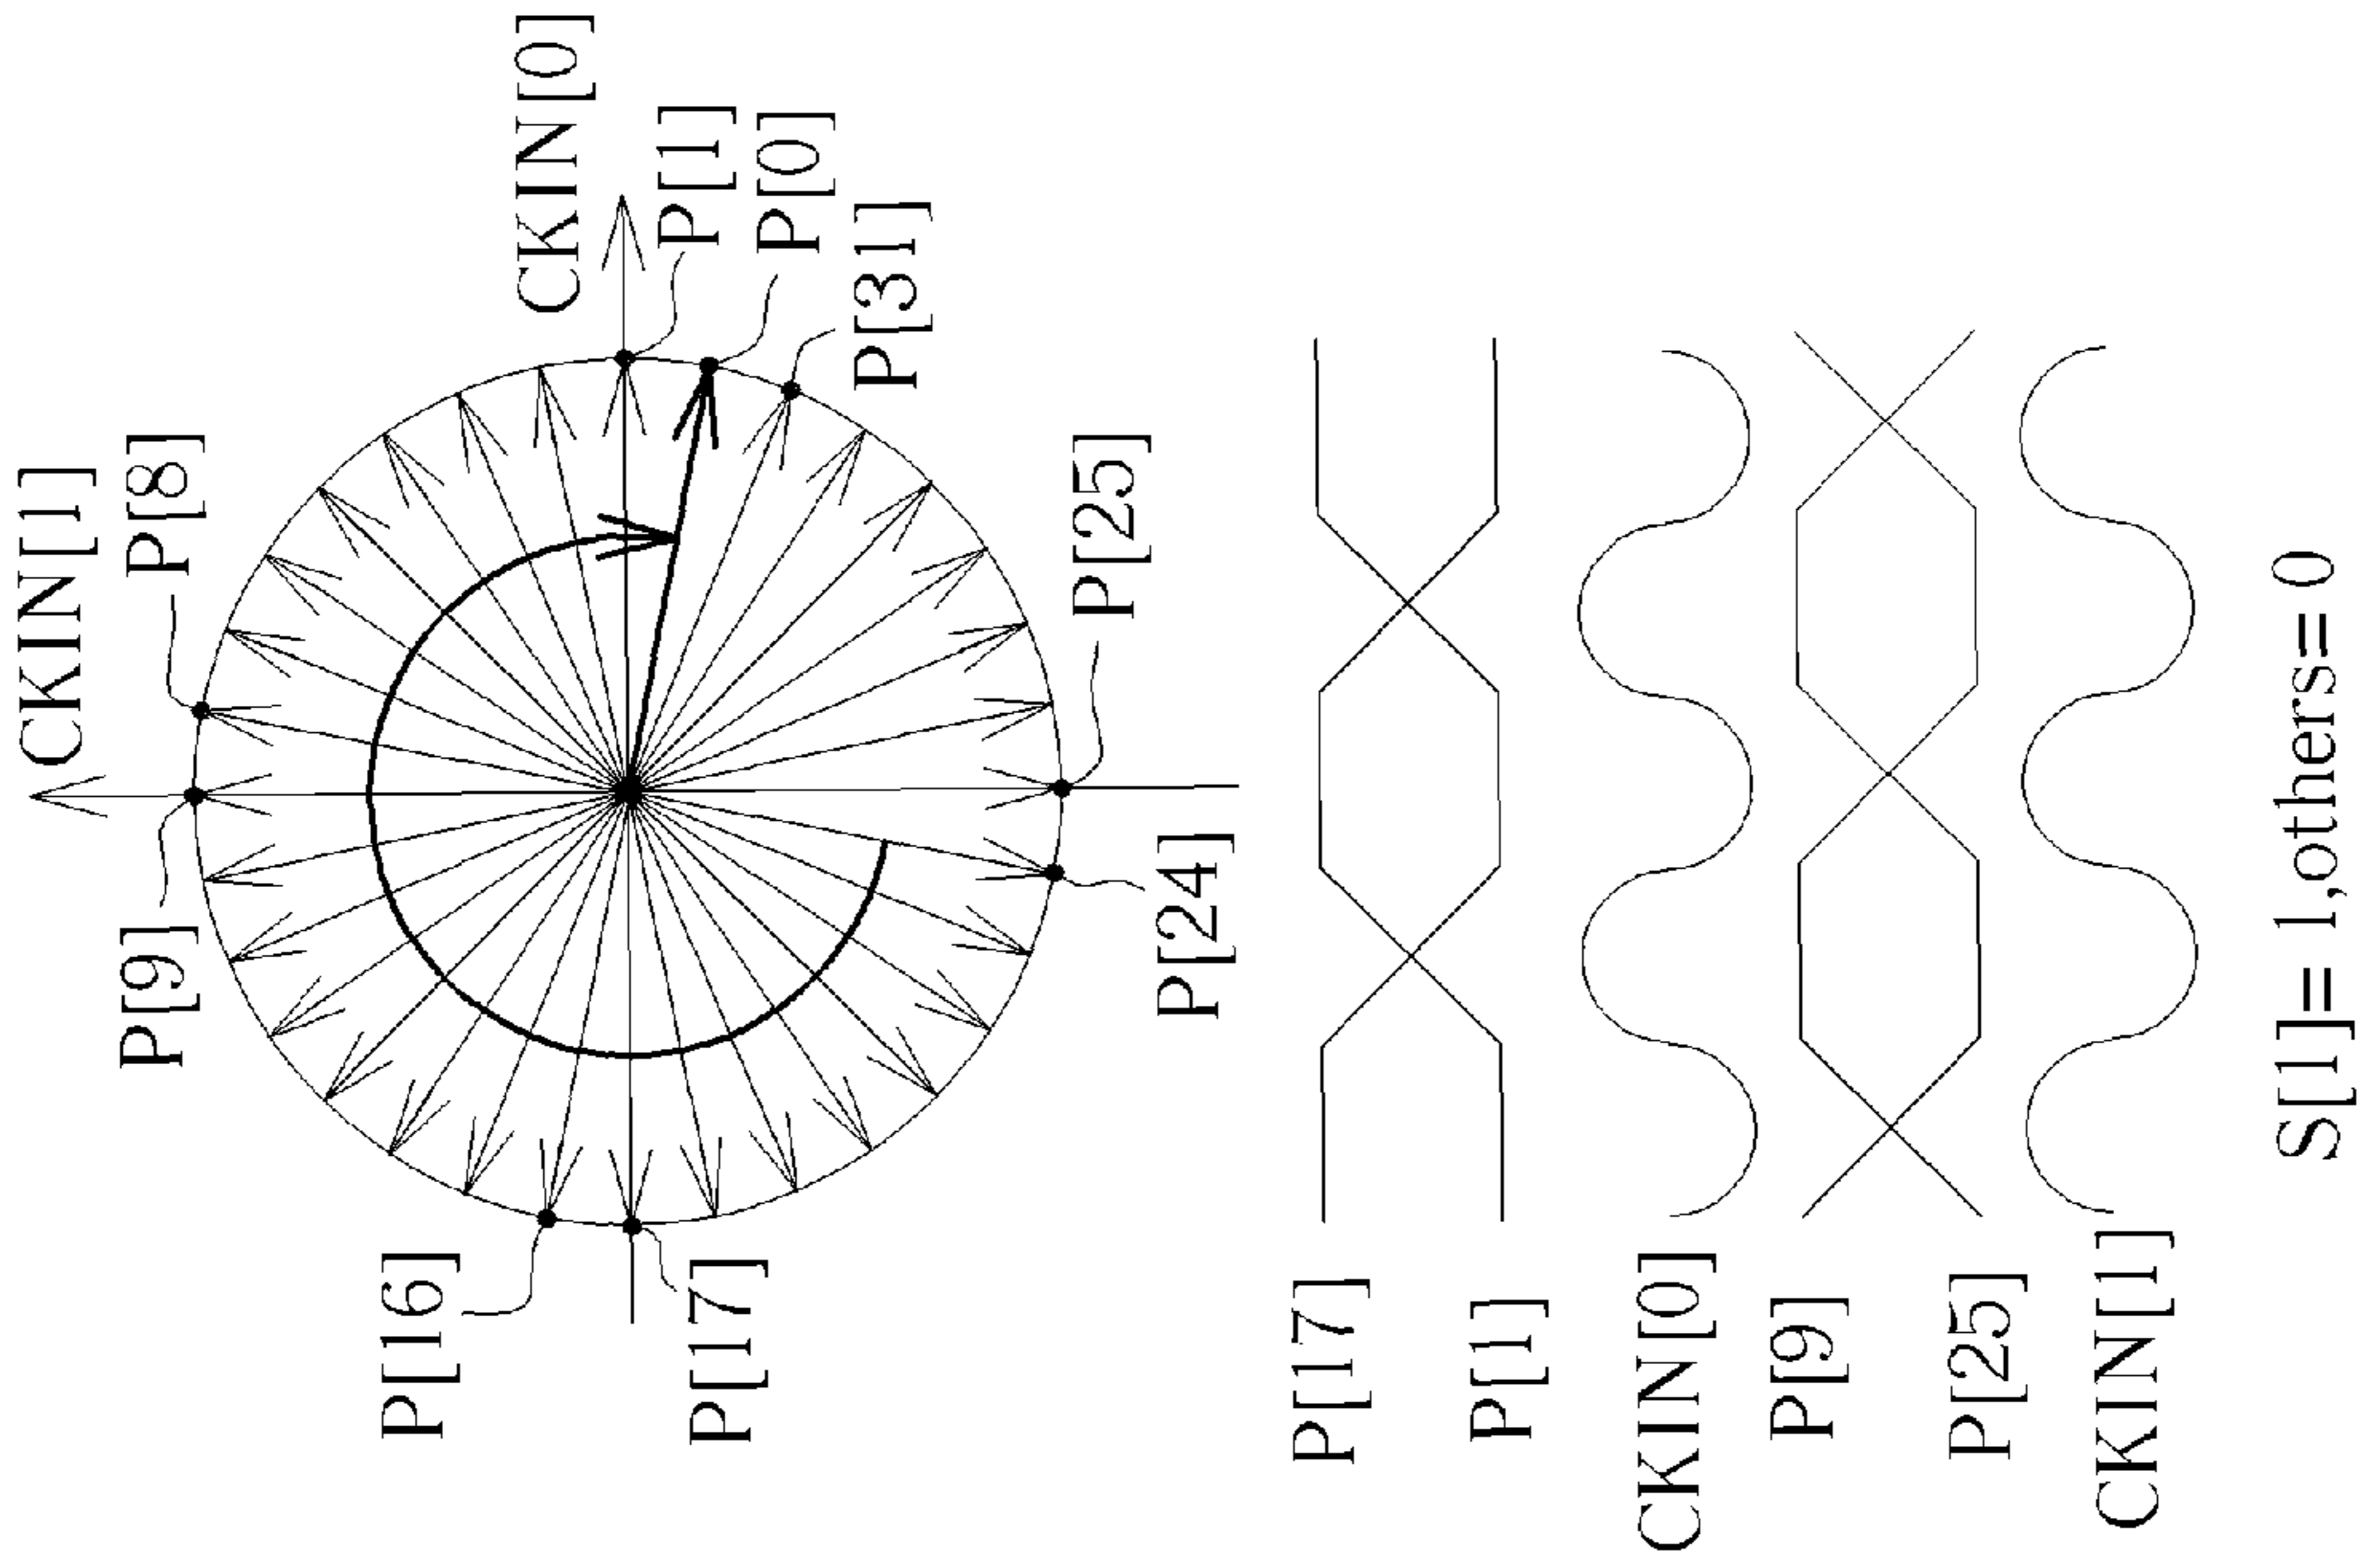 CKIN[1]
P[9]
P[8]
P[16]
CKIN[0]
P[1]
P[17]
P[0]
P[31]
P[24]
P[25]
P[17]
P[1]
CKIN[0]
P[9]
P[25]
CKIN[1]
S[1]=1,others=0